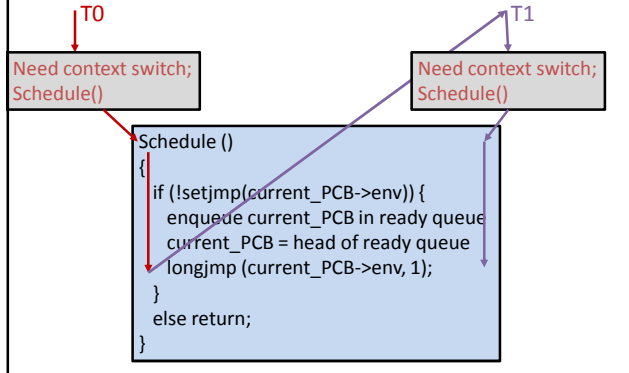 T0
T1
Need context switch;
Schedule()
Need context switch;
Schedule()
Schedule ()
{
if (!setjmp(current_PCB->env)) {
enqueue current_PCB in ready queue
current_PCB = head of ready queue
longjmp (current_PCB->env, 1);
}
else return;
}